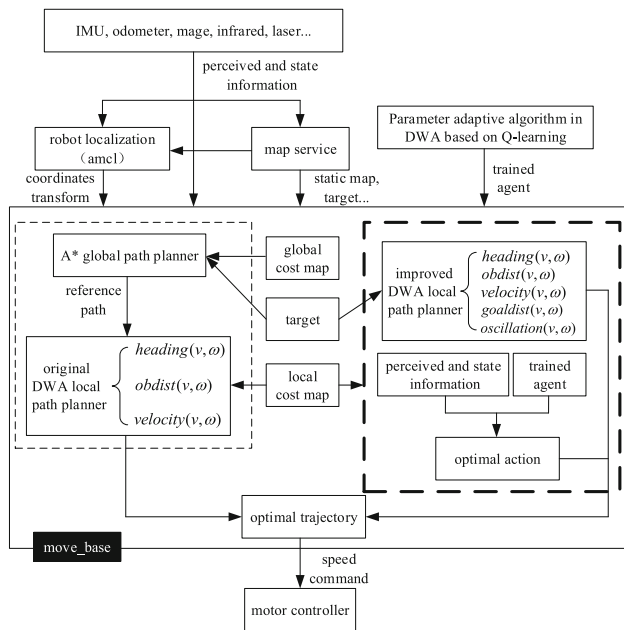 IMU, odometer, mage, infrared, laser...
perceived and state
information
Parameter adaptive algorithm in
DWA based on Q-learning
robot localization
（amcl）
map service
coordinates
transform
static map,
target...
trained
agent
A* global path planner
global
cost map
reference
path
target
improved
DWA local
path planner
heading(v,ω)
obdist(v,ω)
velocity(v,ω)
goaldist(v,ω)
oscillation(v,ω)
original
DWA local
path planner
heading(v,ω)
obdist(v,ω)
velocity(v,ω)
local
cost map
perceived and state
information
trained
agent
optimal action
optimal trajectory
move_base
speed
command
motor controller